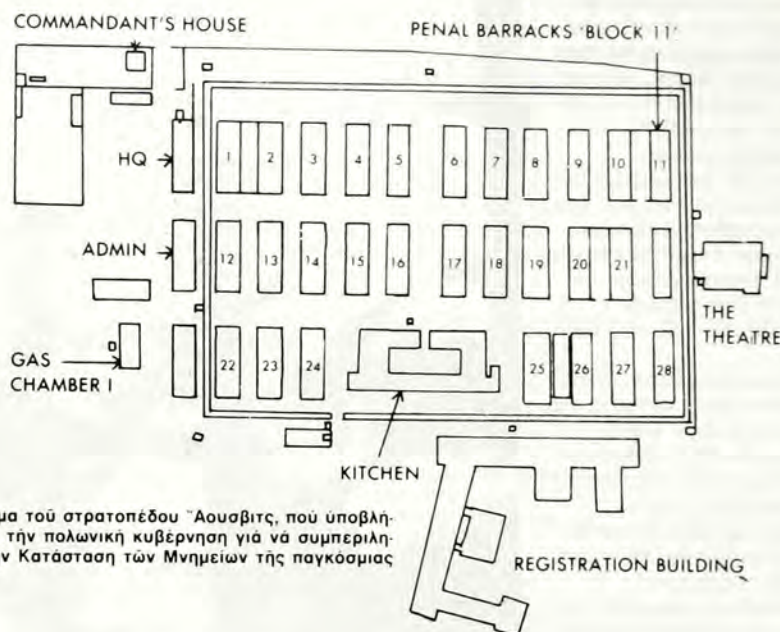 COMMANDANT'S HOUSE
PENAL BARRACKS 'BLOCK 11'
HQ
1 2 3 4 5 6 7 8 9 10 11
ADMIN
12 13 14 15 16 17 18 19 20 21
THE
THEATRE
GAS
CHAMBER I
22 23 24 25 26 27 28
KITCHEN
μα τοῦ στρατοπέδου Ἄουσβιτς, πού ὑποβλή-
τήν πολωνική κυβέρνηση γιά νά συμπεριλη-
ν Κατάσταση τῶν Μνημείων τῆς παγκόσμιας
REGISTRATION BUILDING